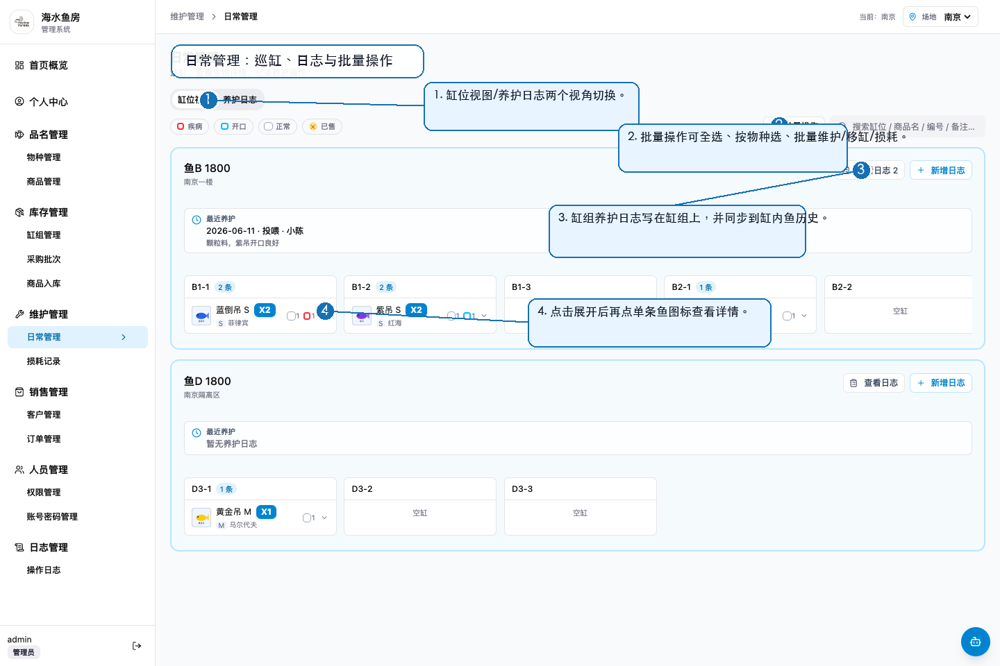 海水鱼房
管理系统
首页概览
个人中心
品名管理
物种管理
商品管理
库存管理
缸组管理
采购批次
商品入库
维护管理
日常管理
损耗记录
销售管理
客户管理
订单管理
人员管理
权限管理
账号密码管理
日志管理
操作日志
admin
管理员
维护管理 > 日常管理
当前: 南京
场地 南京
日常管理：巡缸、日志与批量操作
缸位 1 养护日志
1. 缸位视图/养护日志两个视角切换。
疾病 开口 正常 已售
搜索缸位 / 商品名 / 编号 / 备注...
2. 批量操作可全选、按物种选、批量维护/移缸/损耗。
鱼B 1800
南京一楼
3 日志 2
+ 新增日志
最近养护
2026-06-11 · 投喂 · 小陈
颗粒料，紫吊开口良好
3. 缸组养护日志写在缸组上，并同步到缸内鱼历史。
B1-1 2 条
蓝倒吊 S X2
S 菲律宾
1 1
4
B1-2 2 条
紫吊 S X2
S 红海
1 1
B1-3
B2-1 1 条
1
B2-2
空缸
4. 点击展开后再点单条鱼图标查看详情。
鱼D 1800
南京隔离区
查看日志
+ 新增日志
最近养护
暂无养护日志
D3-1 1 条
黄金吊 M X1
M 马尔代夫
1
D3-2
空缸
D3-3
空缸